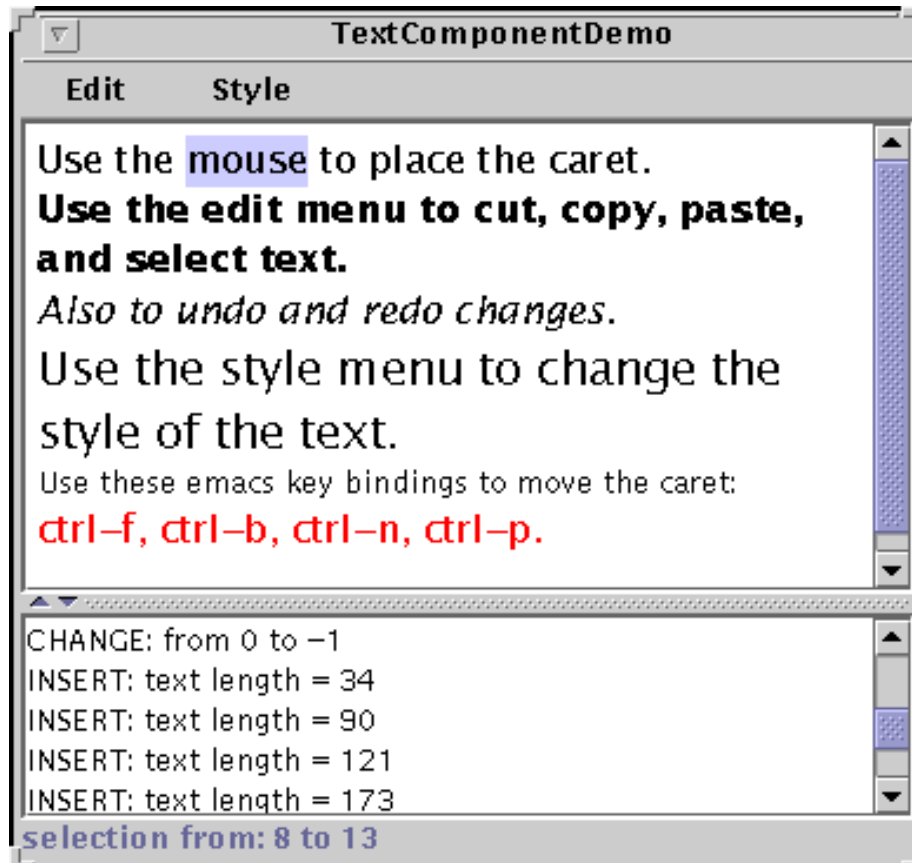 TextComponentDemo
Edit Style
Use the mouse to place the caret.
Use the edit menu to cut, copy, paste,
and select text.
Also to undo and redo changes.
Use the style menu to change the
style of the text.
Use these emacs key bindings to move the caret:
ctrl–f, ctrl–b, ctrl–n, ctrl–p.
CHANGE: from 0 to –1
INSERT: text length = 34
INSERT: text length = 90
INSERT: text length = 121
INSERT: text length = 173
selection from: 8 to 13